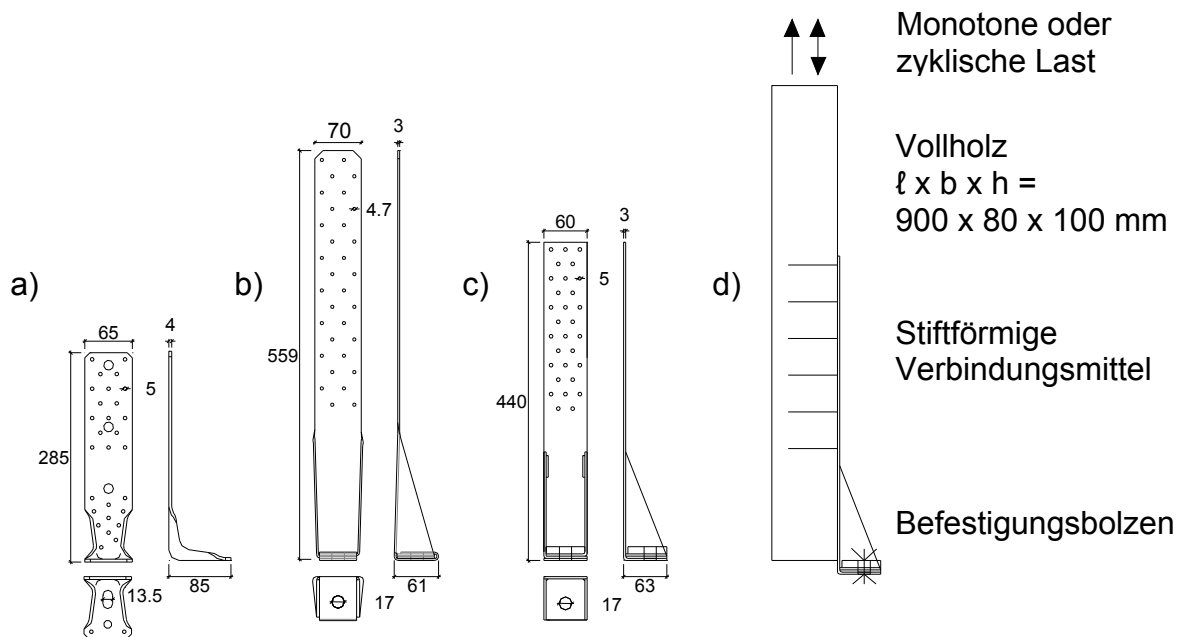 Monotone oder
zyklische Last
Vollholz
ℓ x b x h =
900 x 80 x 100 mm
Stiftförmige
Verbindungsmittel
Befestigungsbolzen
a)
65
4
5
285
85
13.5
b)
70
3
4.7
559
61
17
c)
60
3
5
440
63
17
d)